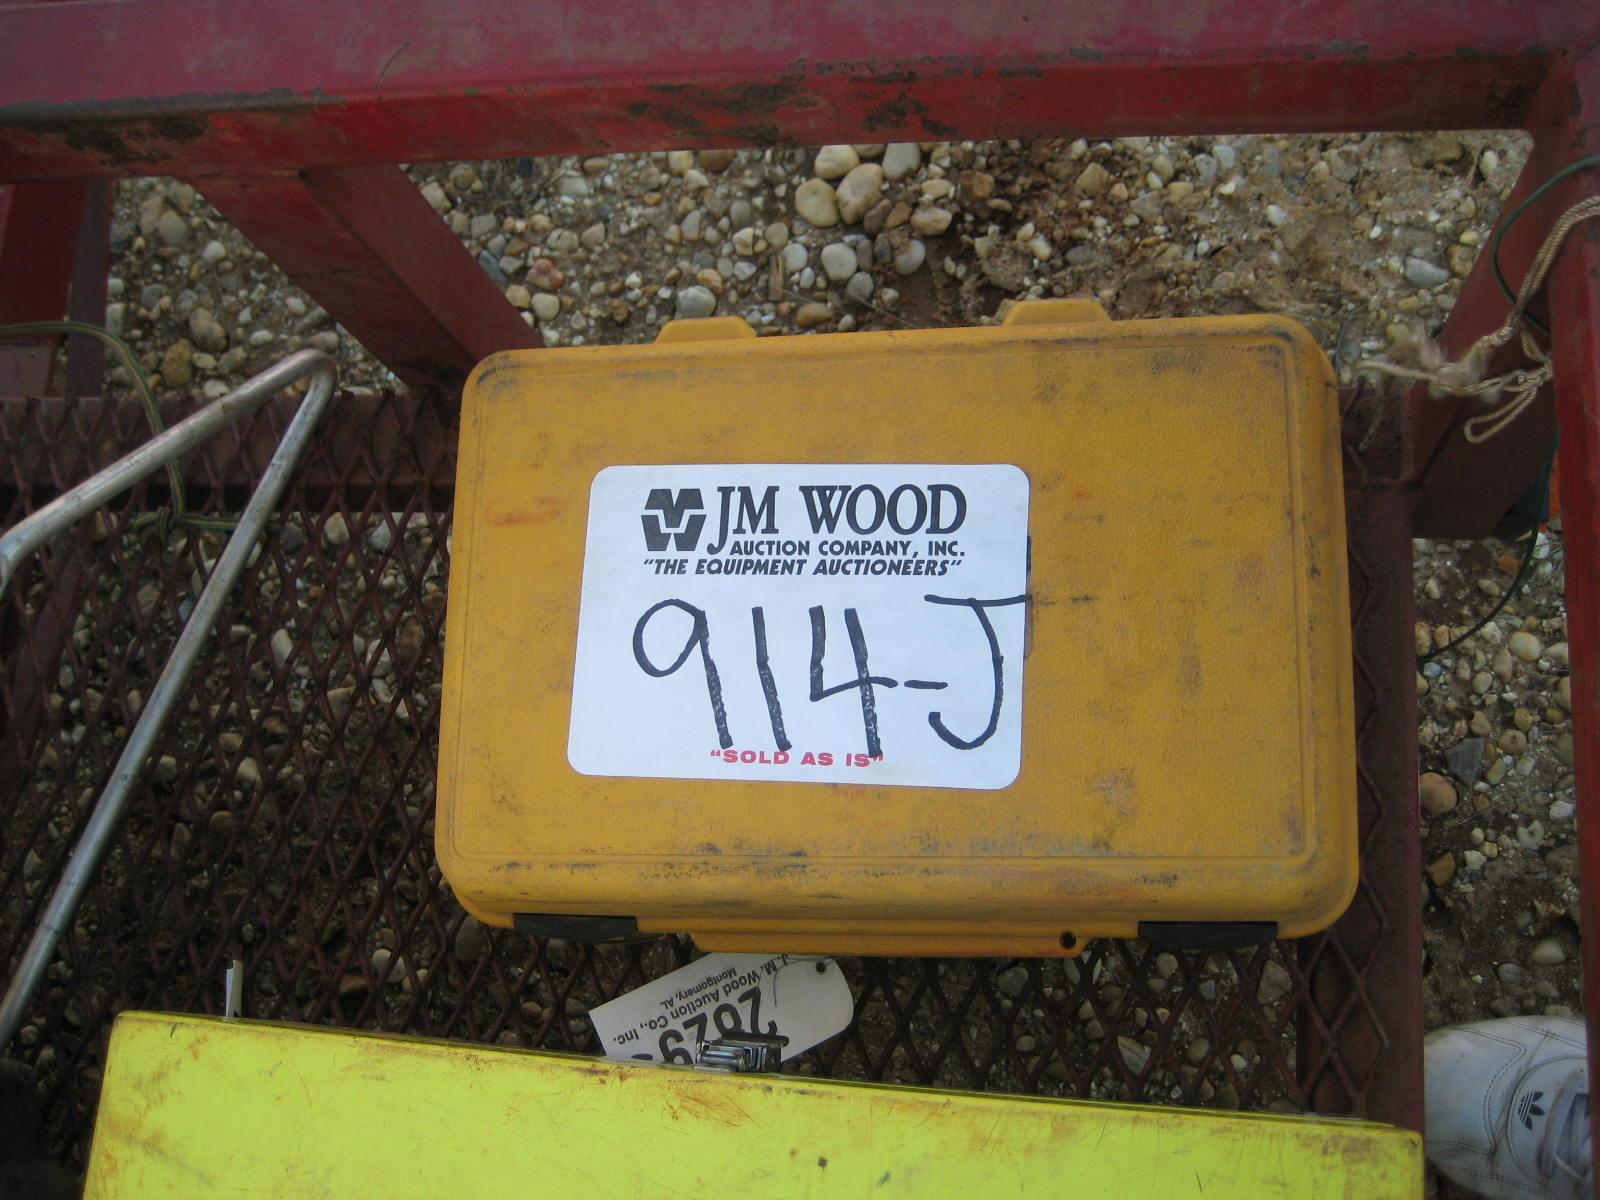 JM WOOD
AUCTION COMPANY, INC.
"THE EQUIPMENT AUCTIONEERS"
914-J
"SOLD AS IS"
J. M. Wood Auction Co., Inc.
Montgomery, AL